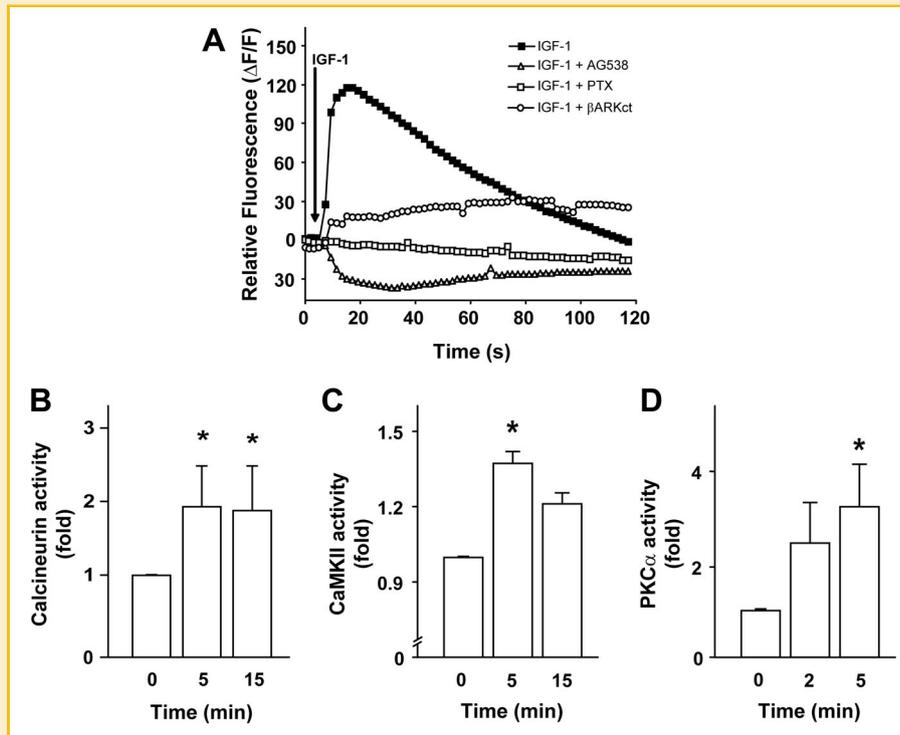 A
Relative Fluorescence (ΔF/F)
150
120
90
60
30
0
30
IGF-1
IGF-1
IGF-1 + AG538
IGF-1 + PTX
IGF-1 + βARKct
0 20 40 60 80 100 120
Time (s)
B
Calcineurin activity
(fold)
3
2
1
0
* *
0 5 15
Time (min)
C
CaMKII activity
(fold)
1.5
1.2
0.9
0
*
0 5 15
Time (min)
D
PKCα activity
(fold)
4
2
0
*
0 2 5
Time (min)